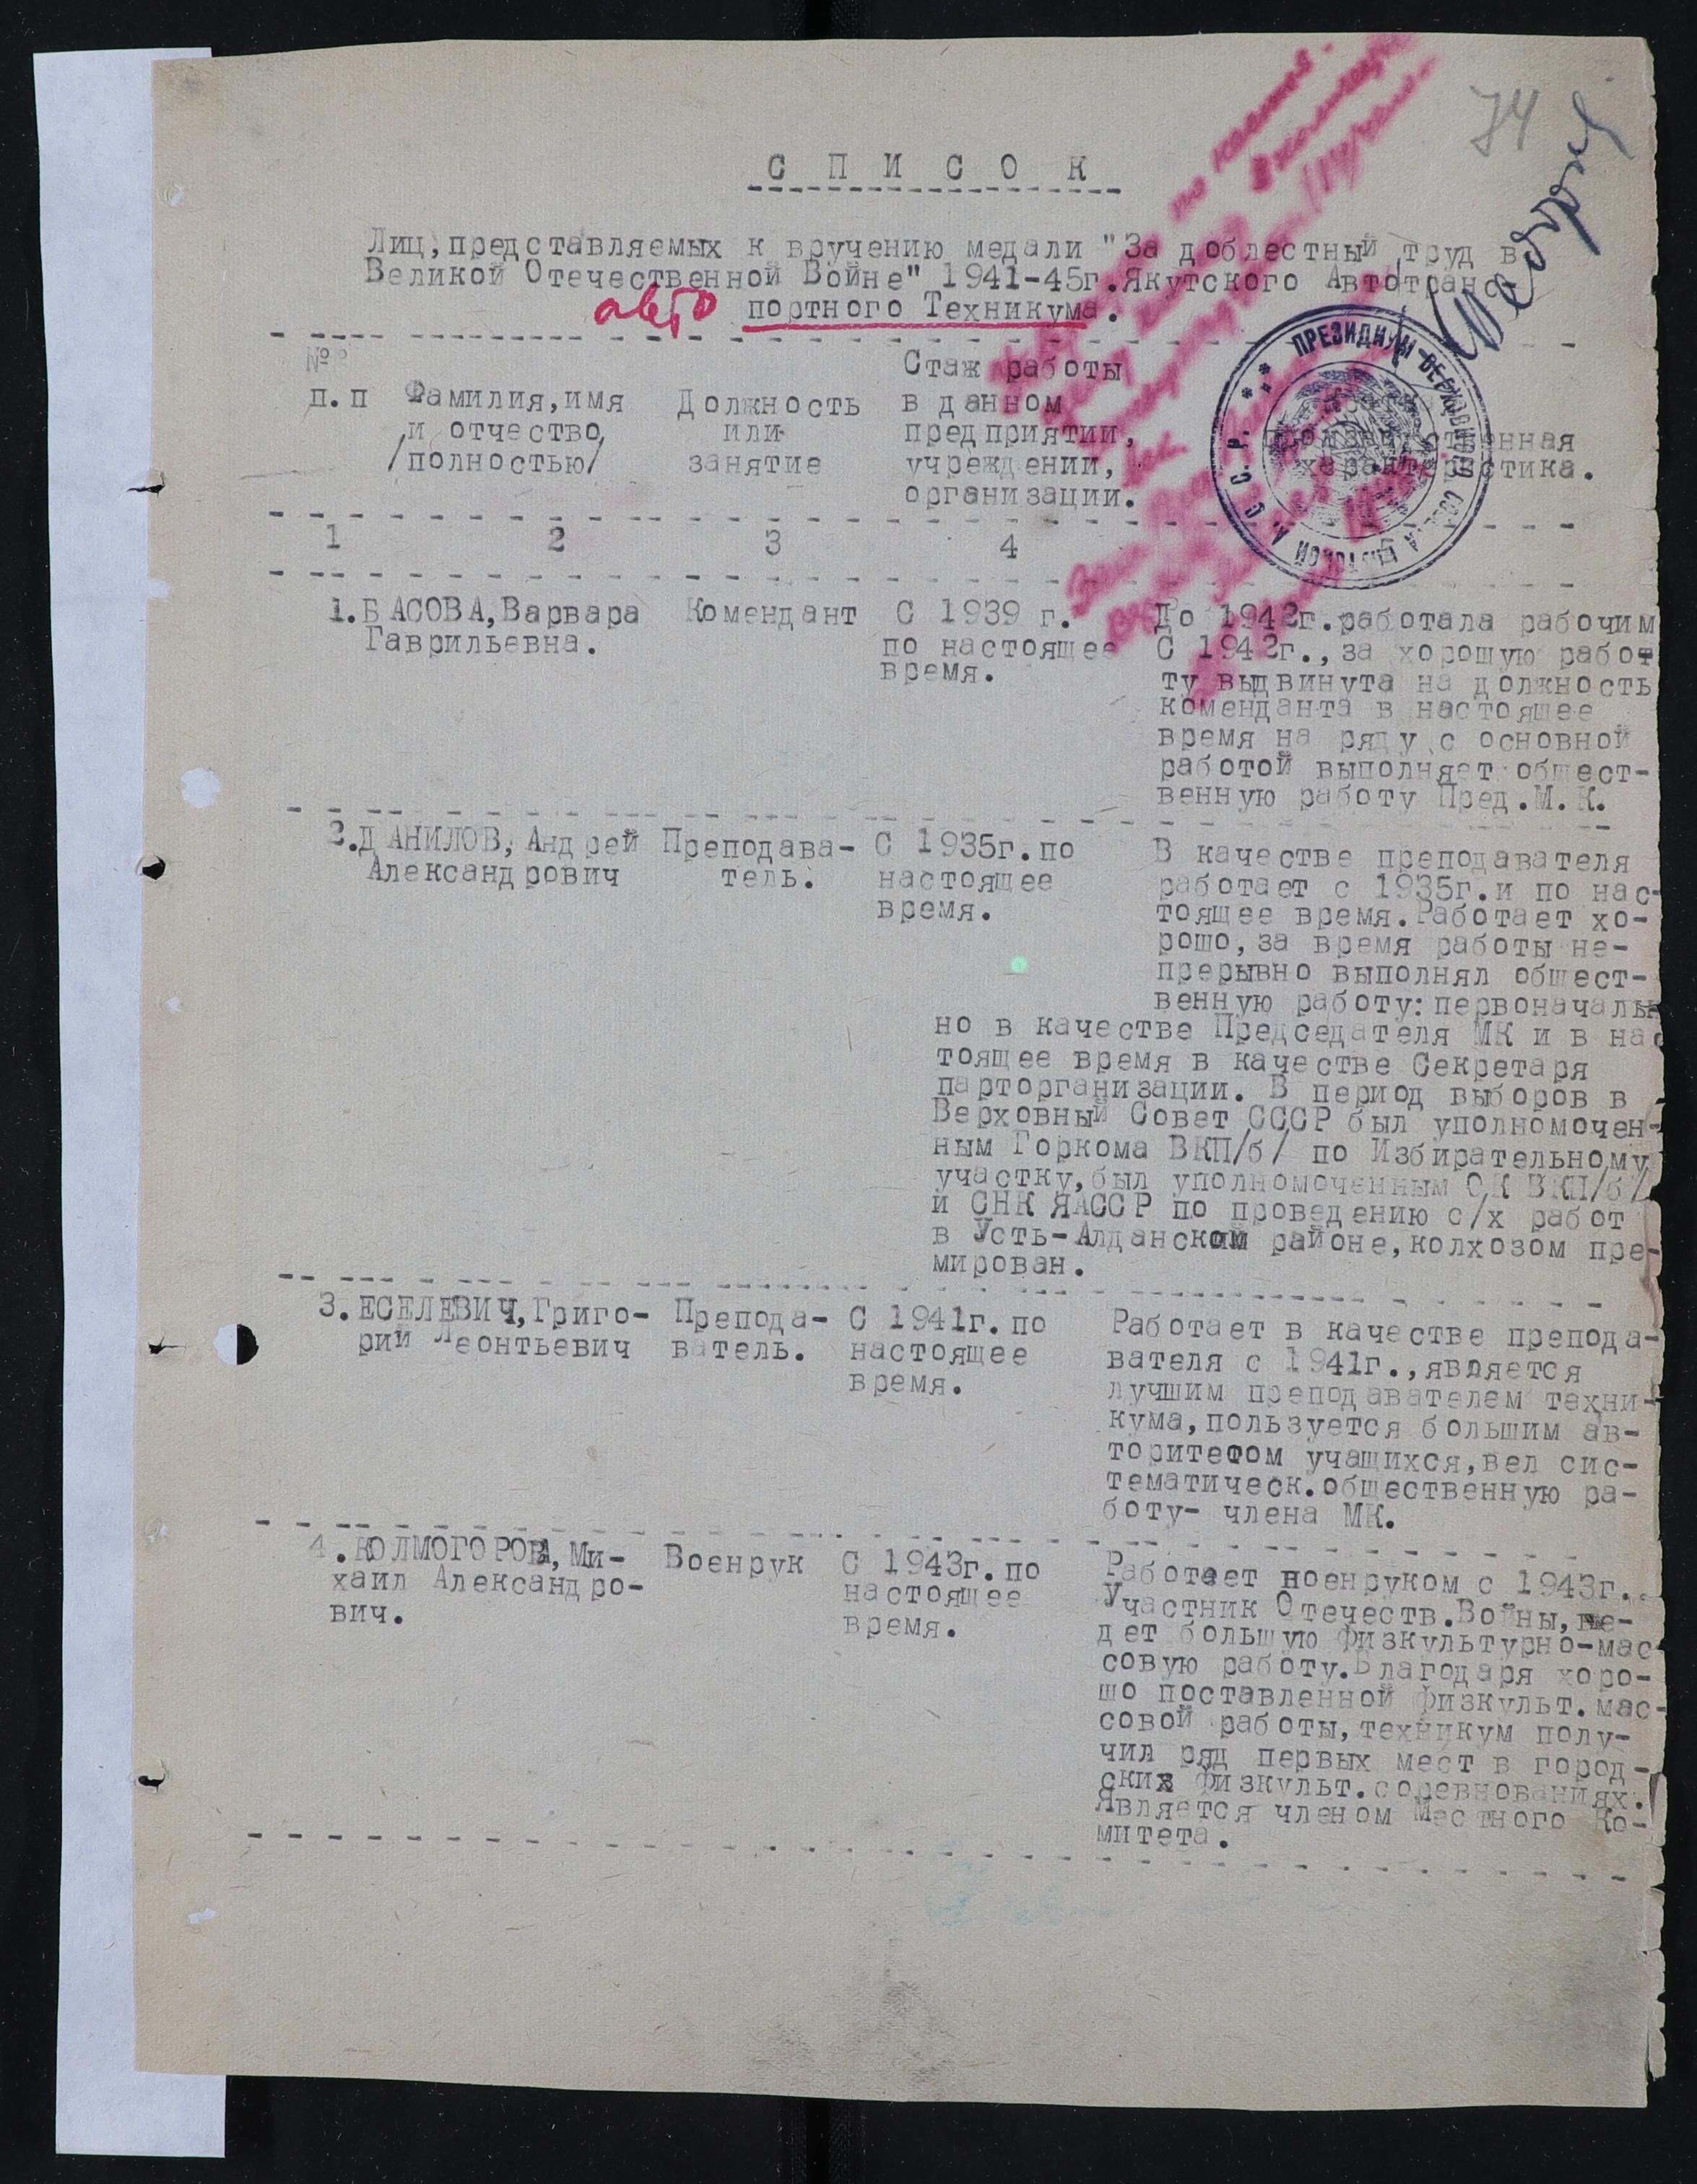 74
С П И С О К
Лиц,представляемых к вручению медали "За доблестный труд в
Великой Отечественной Войне" 1941-45г.Якутского Автотранс-
авто портного Техникума.
№°
п.п
Фамилия,имя
и отчество,
/полностью/
Должность
или
занятие
Стаж работы
в данном
предприятии,
учреждении,
организации.
характеристика.
ПРЕЗИДИУМ ВЕРХОВНОГО СОВЕТА ЯКУТСКОЙ А. С. С. Р.
1 2 3 4 5
1.БАСОВА,Варвара
Гаврильевна.
Комендант
С 1939 г.
по настоящее
время.
До 1942г.работала рабочим
С 1942г.,за хорошую работ
ту выдвинута на должность
коменданта в настоящее
время на ряду с основной
работой выполняет общест-
венную работу Пред.М.К.
2.ДАНИЛОВ,Андрей
Александрович
Преподава-
тель.
С 1935г.по
настоящее
время.
В качестве преподавателя
работает с 1935г.и по нас-
тоящее время.Работает хо-
рошо,за время работы не-
прерывно выполнял общест-
венную работу:первоначаль
но в качестве Председателя МК и в нас
тоящее время в качестве Секретаря
парторганизации. В период выборов в
Верховный Совет СССР был уполномочен-
ным Горкома ВКП/б/ по Избирательному
участку,был уполномоченным ОК ВКП/б/
и СНК ЯАССР по проведению с/х работ
в Усть-Алданском районе,колхозом пре-
мирован.
3.ЕСЕЛЕВИЧ,Григо-
рий Леонтьевич
Препода-
ватель.
С 1941г.по
настоящее
время.
Работает в качестве препода-
вателя с 1941г.,является
лучшим преподавателем техни-
кума,пользуется большим ав-
торитетом учащихся,вел сис-
тематическ.общественную ра-
боту- члена МК.
4.КОЛМОГОРОВА,Ми-
хаил Александро-
вич.
Военрук
С 1943г.по
настоящее
время.
Работает военруком с 1943г..
Участник Отечеств.Войны,ве-
дет большую физкультурно-мас
совую работу.Благодаря хоро-
шо поставленной физкульт.мас-
совой работы,техникум полу-
чил ряд первых мест в город-
ских физкульт.соревнованиях.
Является членом Местного Ко-
митета.